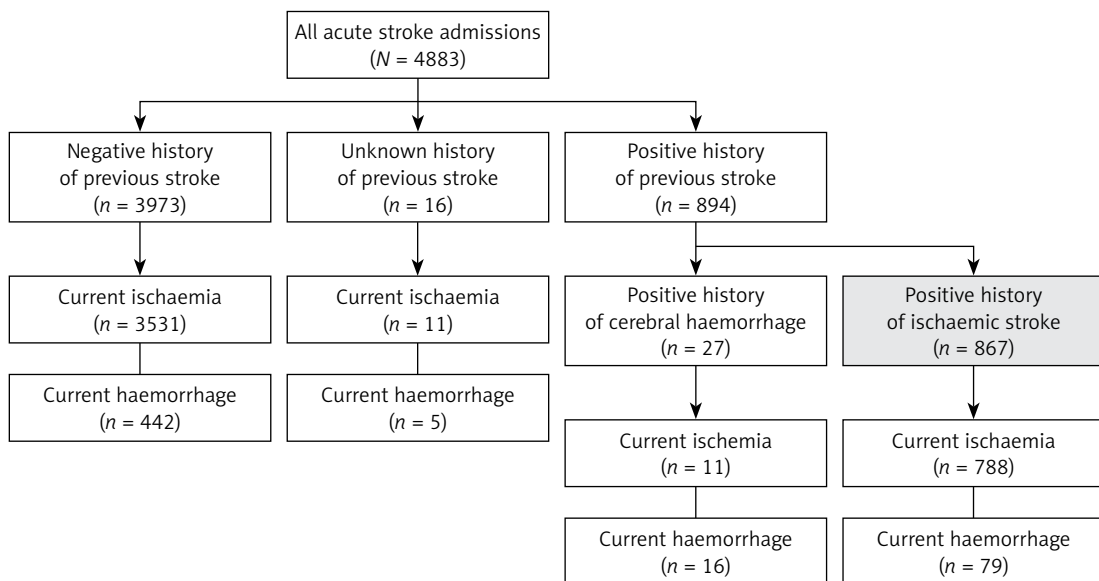 All acute stroke admissions
(N = 4883)
Negative history
of previous stroke
(n = 3973)
Unknown history
of previous stroke
(n = 16)
Positive history
of previous stroke
(n = 894)
Current ischaemia
(n = 3531)
Current ischaemia
(n = 11)
Positive history
of cerebral haemorrhage
(n = 27)
Positive history
of ischaemic stroke
(n = 867)
Current haemorrhage
(n = 442)
Current haemorrhage
(n = 5)
Current ischemia
(n = 11)
Current ischaemia
(n = 788)
Current haemorrhage
(n = 16)
Current haemorrhage
(n = 79)